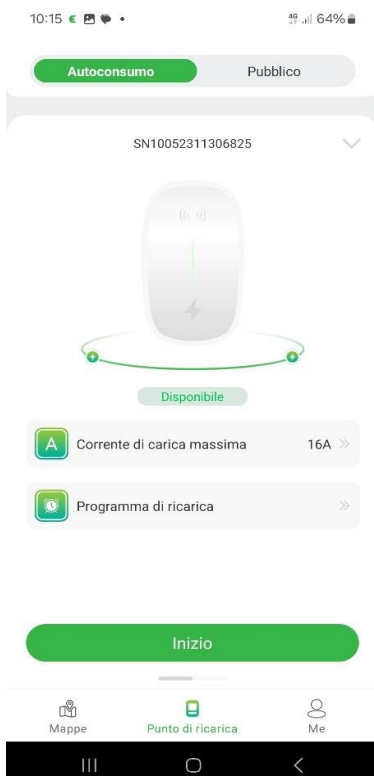 10:15
4G
64%
Autoconsumo
Pubblico
SN10052311306825
Disponibile
A
Corrente di carica massima
16A
Programma di ricarica
Inizio
Mappe
Punto di ricarica
Me